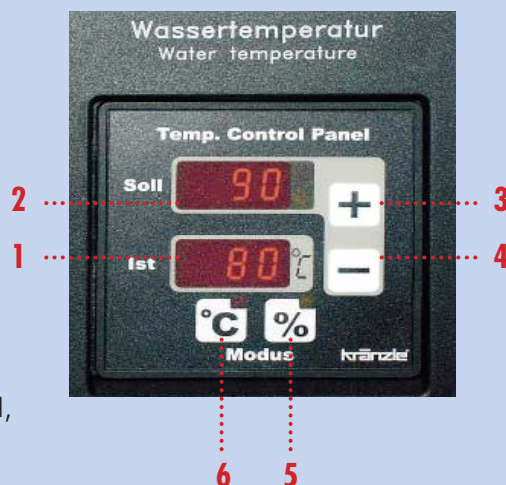 Wassertemperatur
Water temperature
Temp. Control Panel
Soll 90
+
2 3
Ist 80 °C
−
1 4
°C %
Modus kränzle
l,
6 5